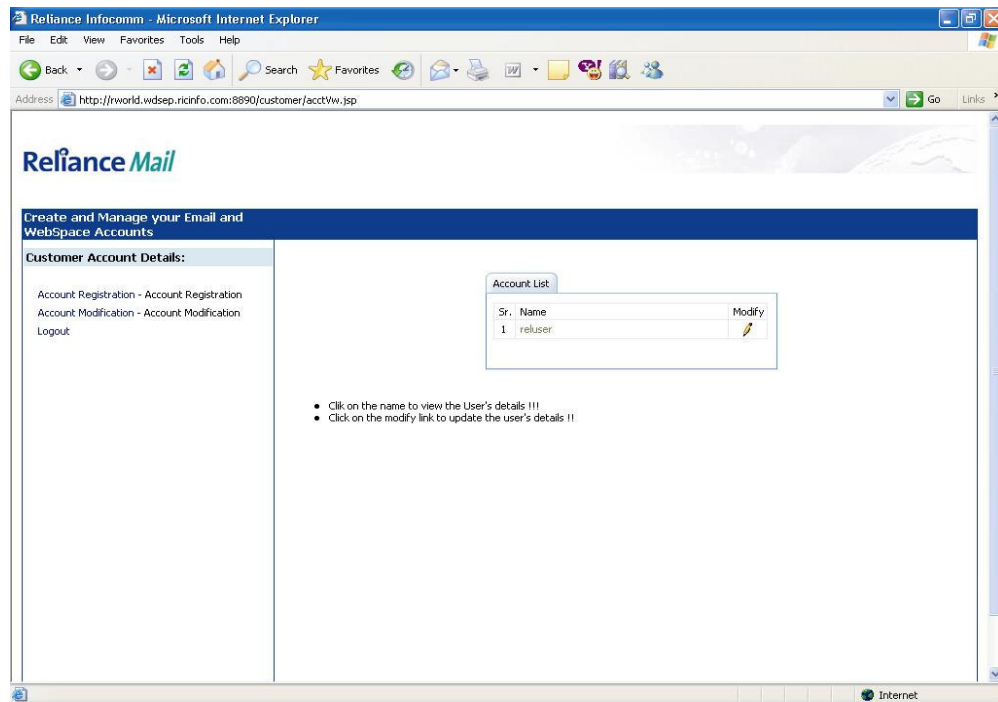 Reliance Infocomm - Microsoft Internet Explorer
File Edit View Favorites Tools Help
Back Search Favorites
Address http://rworld.wdsep.ricinfo.com:8890/customer/acctVw.jsp Go Links
Reliance Mail
Create and Manage your Email and
WebSpace Accounts
Customer Account Details:
Account Registration - Account Registration
Account Modification - Account Modification
Logout
Account List
Sr. Name Modify
1 reluser
Clik on the name to view the User's details !!!
Click on the modify link to update the user's details !!
Internet